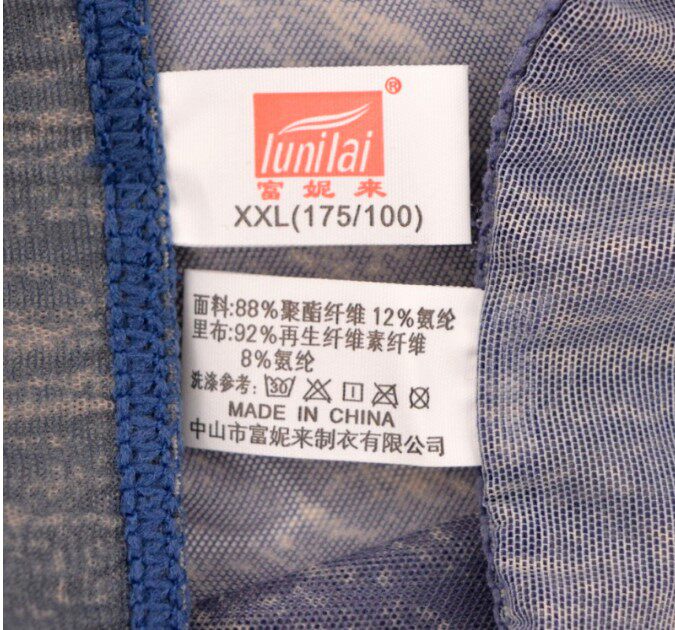 ®
lunilai
富妮来
XXL(175/100)
面料:88%聚酯纤维 12%氨纶
里布:92%再生纤维素纤维
8%氨纶
洗涤参考:
MADE IN CHINA
中山市富妮来制衣有限公司